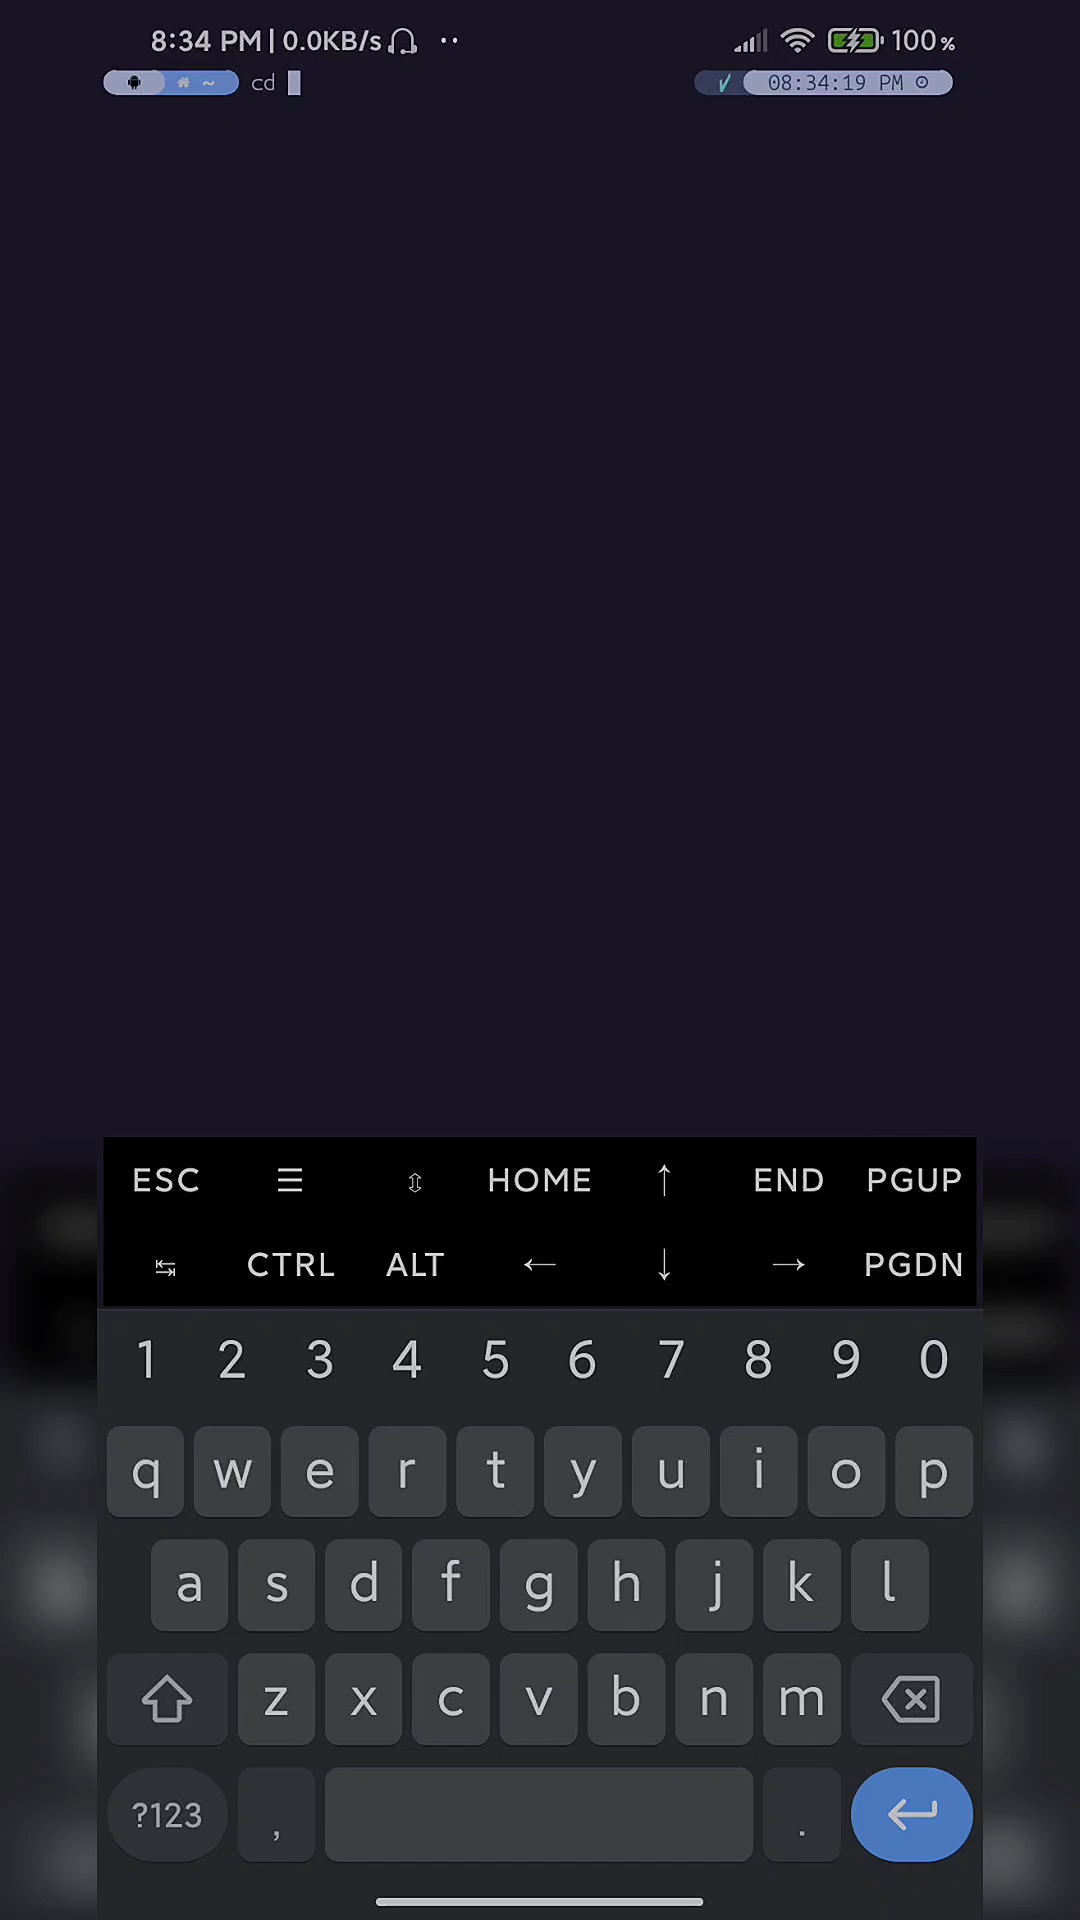 8:34 PM | 0.0KB/s 100%
~ cd ✓ 08:34:19 PM
ESC ☰ ⇳ HOME ↑ END PGUP
↹ CTRL ALT ← ↓ → PGDN
1 2 3 4 5 6 7 8 9 0
q w e r t y u i o p
a s d f g h j k l
z x c v b n m
?123 , .